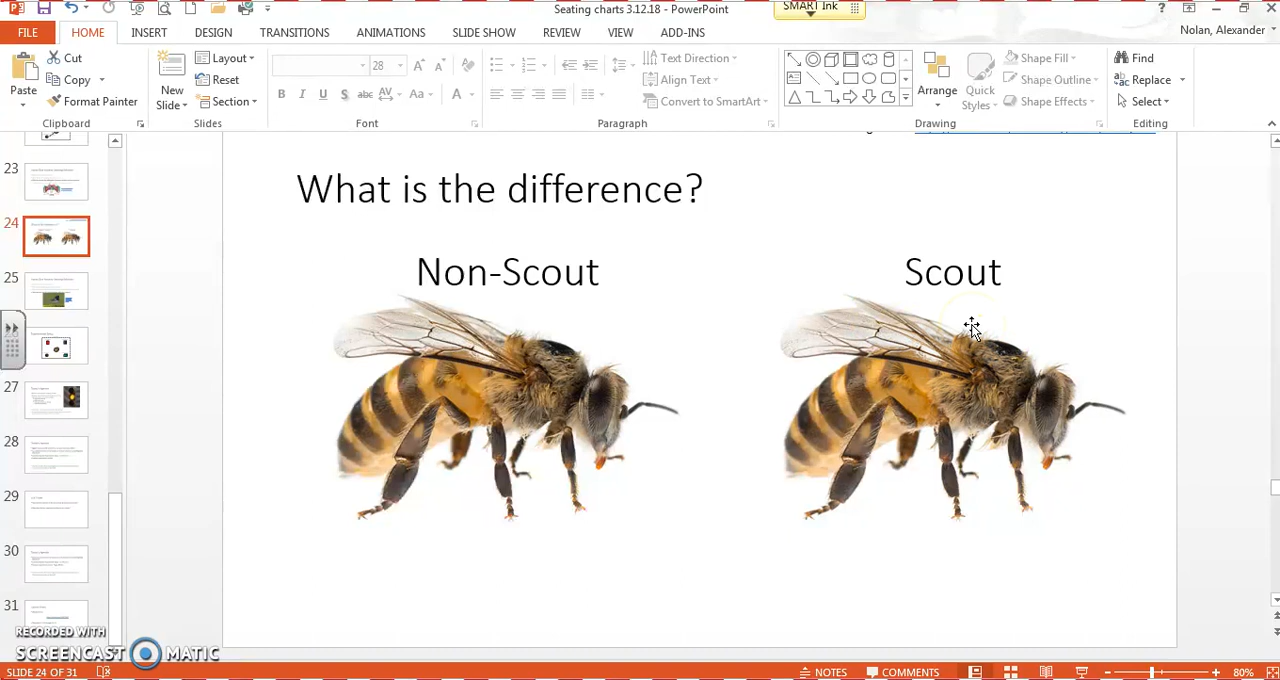 Seating charts 3.12.18 - PowerPoint
SMART Ink
?
FILE
HOME
INSERT
DESIGN
TRANSITIONS
ANIMATIONS
SLIDE SHOW
REVIEW
VIEW
ADD-INS
Nolan, Alexander
Paste
Cut
Copy
Format Painter
Clipboard
New
Slide
Layout
Reset
Section
Slides
28
B I U S abc AV Aa A
Font
Text Direction
Align Text
Convert to SmartArt
Paragraph
Arrange
Quick
Styles
Shape Fill
Shape Outline
Shape Effects
Drawing
Find
Replace
Select
Editing
23
24
25
27
28
29
30
31
What is the difference?
Non-Scout
Scout
RECORDED WITH
SCREENCAST MATIC
SLIDE 24 OF 31
NOTES
COMMENTS
80%